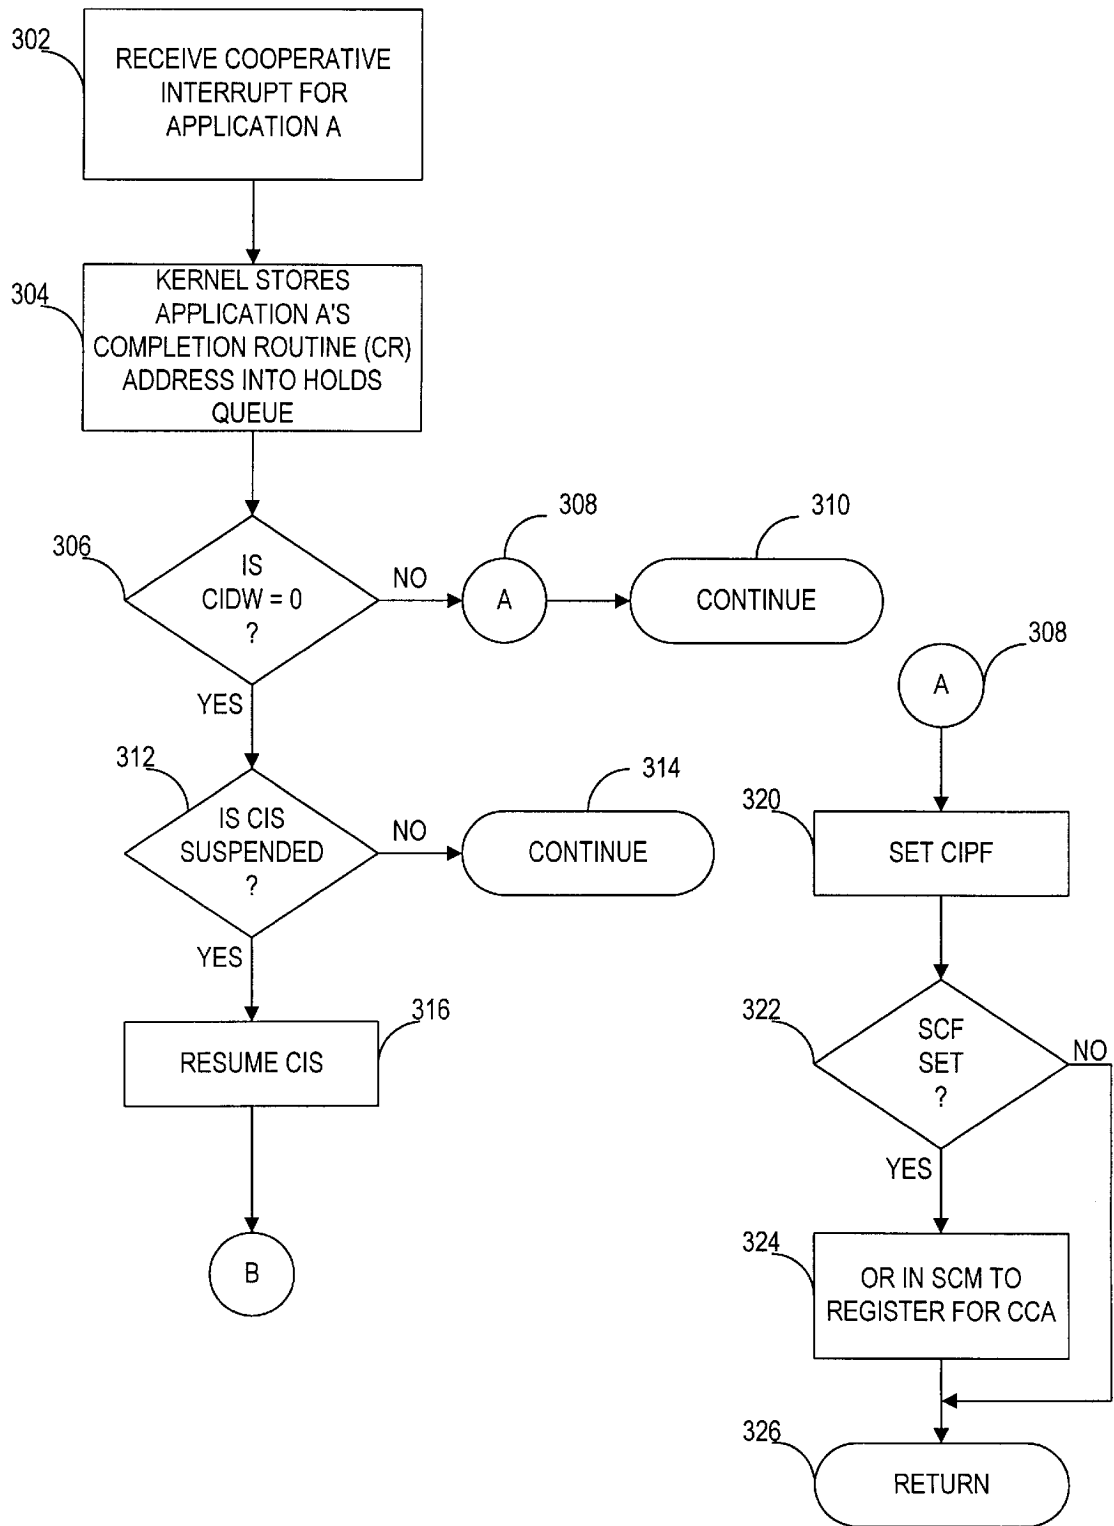 302
RECEIVE COOPERATIVE
INTERRUPT FOR
APPLICATION A
304
KERNEL STORES
APPLICATION A'S
COMPLETION ROUTINE (CR)
ADDRESS INTO HOLDS
QUEUE
306
IS
CIDW = 0
?
NO
308
A
310
CONTINUE
YES
312
IS CIS
SUSPENDED
?
NO
314
CONTINUE
YES
316
RESUME CIS
B
308
A
320
SET CIPF
322
SCF
SET
?
NO
YES
324
OR IN SCM TO
REGISTER FOR CCA
326
RETURN